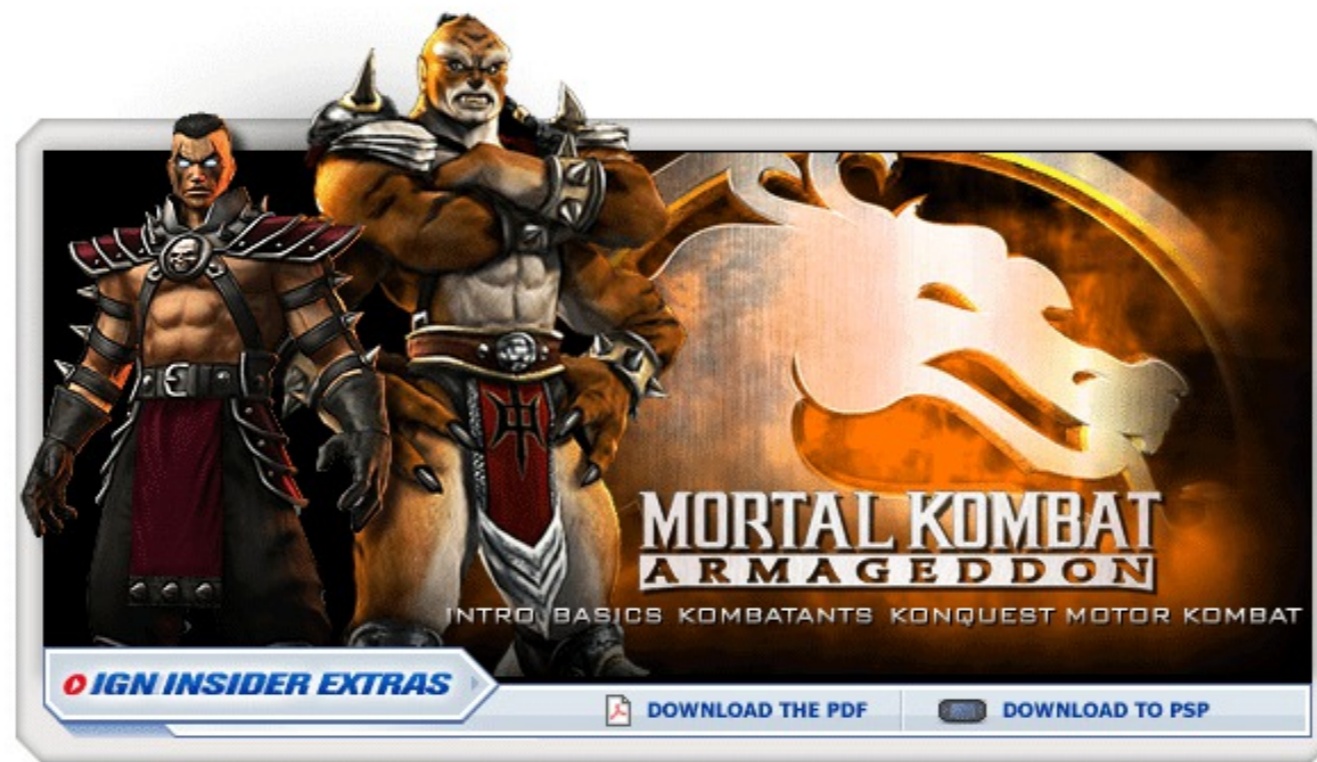 MORTAL KOMBAT
ARMAGEDDON
INTRO BASICS KOMBATANTS KONQUEST MOTOR KOMBAT
IGN INSIDER EXTRAS
DOWNLOAD THE PDF
DOWNLOAD TO PSP